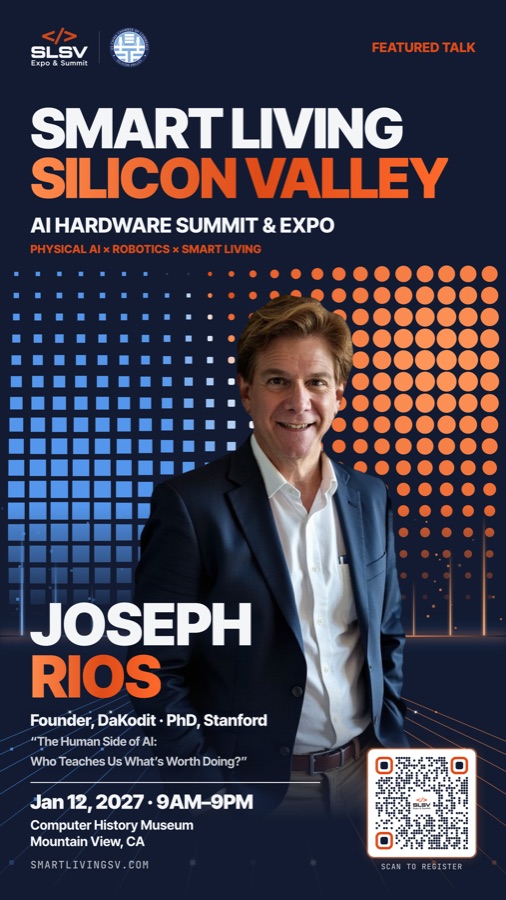 </>
SLSV
Expo & Summit
FEATURED TALK
SMART LIVING
SILICON VALLEY
AI HARDWARE SUMMIT & EXPO
PHYSICAL AI × ROBOTICS × SMART LIVING
JOSEPH
RIOS
Founder, DaKodit · PhD, Stanford
“The Human Side of AI:
Who Teaches Us What’s Worth Doing?”
Jan 12, 2027 · 9AM–9PM
Computer History Museum
Mountain View, CA
SMARTLIVINGSV.COM
</>
SLSV
SCAN TO REGISTER